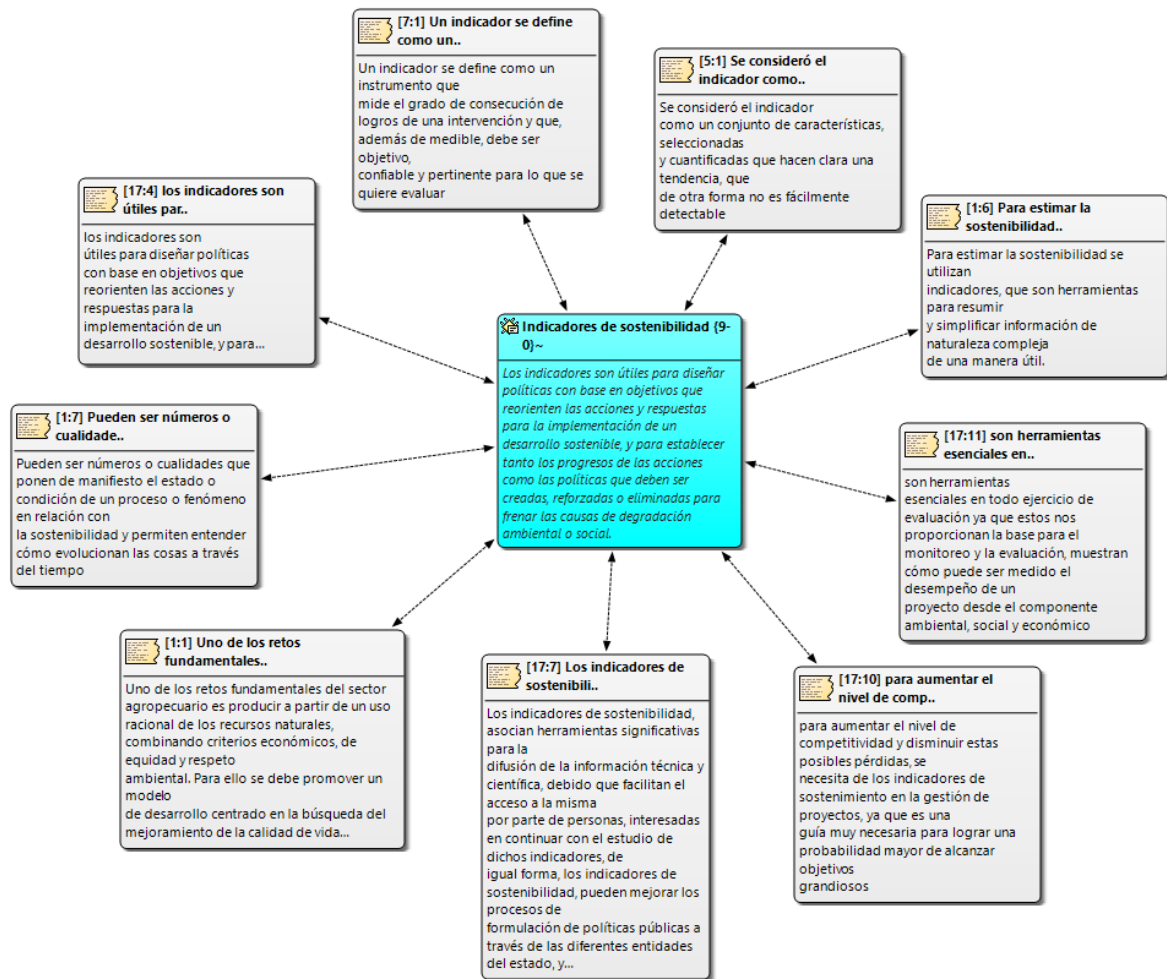 [7:1] Un indicador se define
como un..
Un indicador se define como un
instrumento que
mide el grado de consecución de
logros de una intervención y que,
además de medible, debe ser
objetivo,
confiable y pertinente para lo que se
quiere evaluar
[5:1] Se consideró el
indicador como..
Se consideró el indicador
como un conjunto de características,
seleccionadas
y cuantificadas que hacen clara una
tendencia, que
de otra forma no es fácilmente
detectable
[17:4] los indicadores son
útiles par..
los indicadores son
útiles para diseñar políticas
con base en objetivos que
reorienten las acciones y
respuestas para la
implementación de un
desarrollo sostenible, y para...
[1:6] Para estimar la
sostenibilidad..
Para estimar la sostenibilidad se
utilizan
indicadores, que son herramientas
para resumir
y simplificar información de
naturaleza compleja
de una manera útil.
Indicadores de sostenibilidad {9-
0}~
Los indicadores son útiles para diseñar
políticas con base en objetivos que
reorienten las acciones y respuestas
para la implementación de un
desarrollo sostenible, y para establecer
tanto los progresos de las acciones
como las políticas que deben ser
creadas, reforzadas o eliminadas para
frenar las causas de degradación
ambiental o social.
[1:7] Pueden ser números o
cualidade..
Pueden ser números o cualidades que
ponen de manifiesto el estado o
condición de un proceso o fenómeno
en relación con
la sostenibilidad y permiten entender
cómo evolucionan las cosas a través
del tiempo
[17:11] son herramientas
esenciales en..
son herramientas
esenciales en todo ejercicio de
evaluación ya que estos nos
proporcionan la base para el
monitoreo y la evaluación, muestran
cómo puede ser medido el
desempeño de un
proyecto desde el componente
ambiental, social y económico
[1:1] Uno de los retos
fundamentales..
Uno de los retos fundamentales del sector
agropecuario es producir a partir de un uso
racional de los recursos naturales,
combinando criterios económicos, de
equidad y respeto
ambiental. Para ello se debe promover un
modelo
de desarrollo centrado en la búsqueda del
mejoramiento de la calidad de vida...
[17:7] Los indicadores de
sostenibili..
Los indicadores de sostenibilidad,
asocian herramientas significativas
para la
difusión de la información técnica y
científica, debido que facilitan el
acceso a la misma
por parte de personas, interesadas
en continuar con el estudio de
dichos indicadores, de
igual forma, los indicadores de
sostenibilidad, pueden mejorar los
procesos de
formulación de políticas públicas a
través de las diferentes entidades
del estado, y...
[17:10] para aumentar el
nivel de comp..
para aumentar el nivel de
competitividad y disminuir estas
posibles pérdidas, se
necesita de los indicadores de
sostenimiento en la gestión de
proyectos, ya que es una
guía muy necesaria para lograr una
probabilidad mayor de alcanzar
objetivos
grandiosos